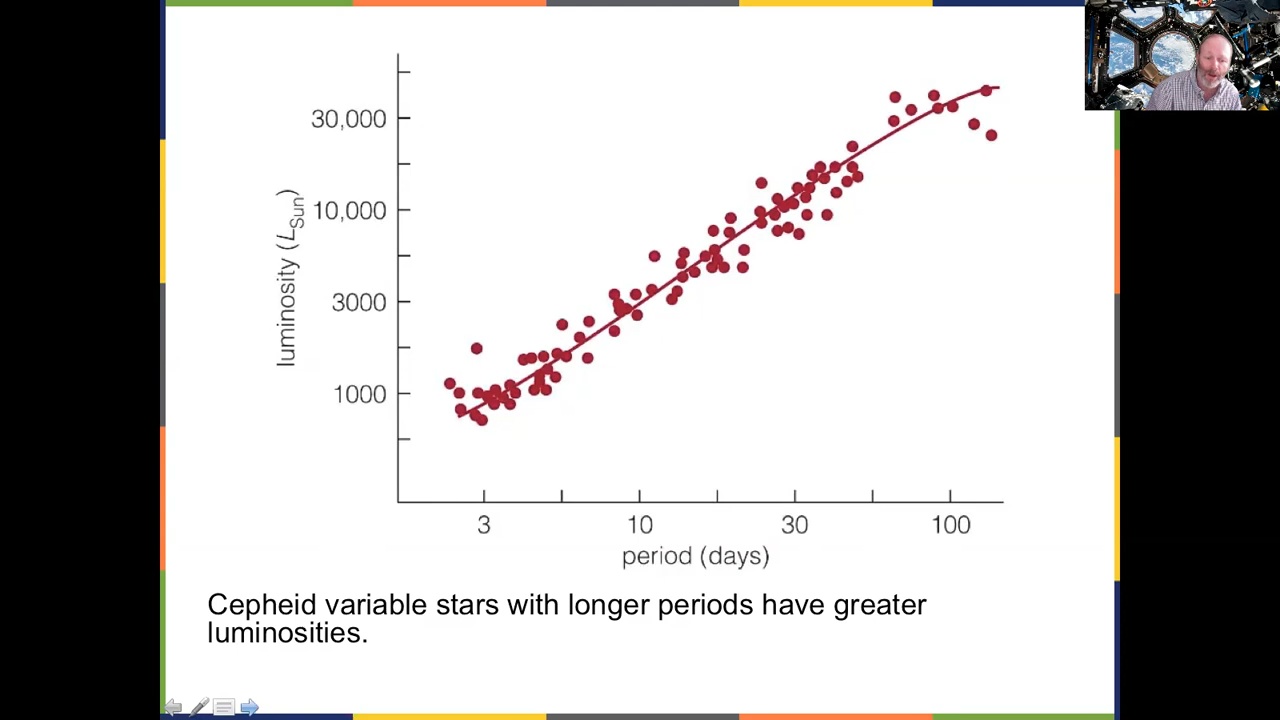 30,000
10,000
3000
1000
luminosity (LSun)
3 10 30 100
period (days)
Cepheid variable stars with longer periods have greater
luminosities.